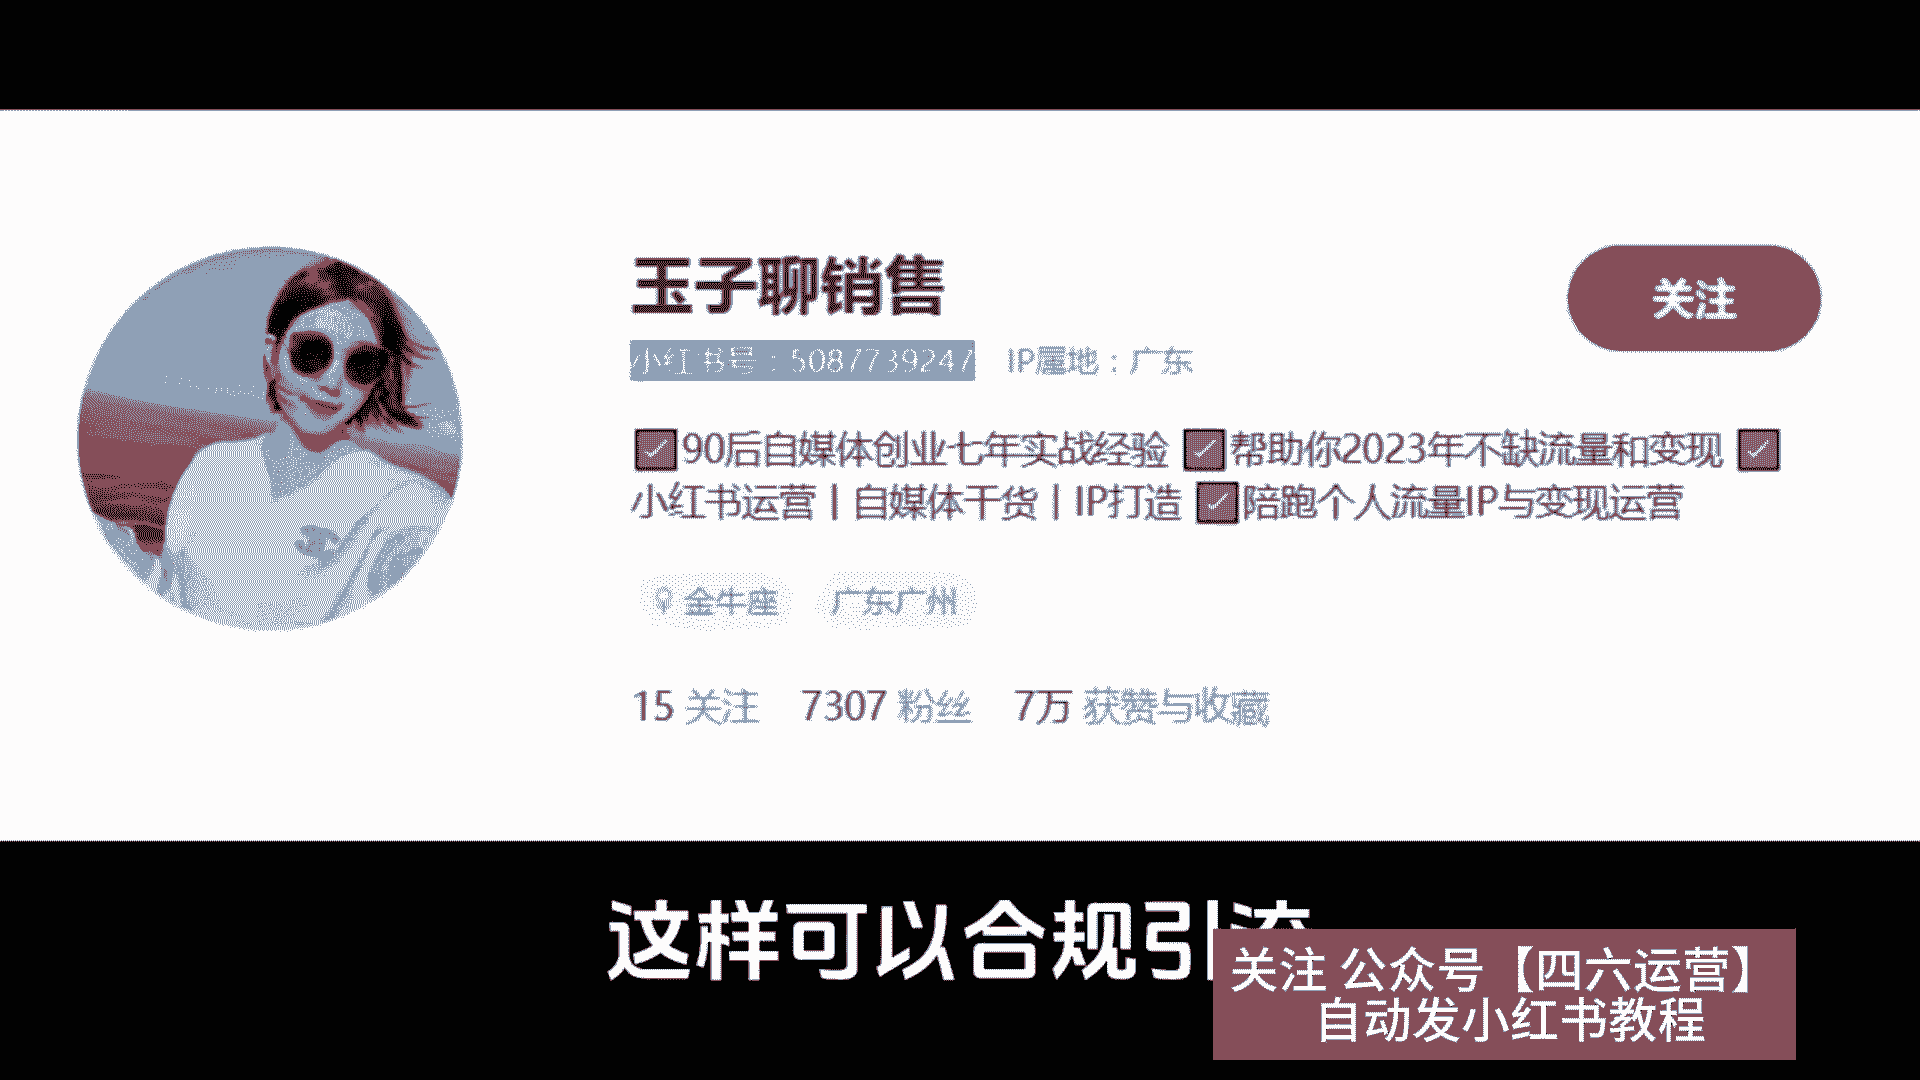 玉子聊销售
关注
小红书号：5087739247 IP属地：广东
90后自媒体创业七年实战经验 帮助你2023年不缺流量和变现
小红书运营丨自媒体干货丨IP打造 陪跑个人流量IP与变现运营
金牛座 广东广州
15 关注 7307 粉丝 7万 获赞与收藏
这样可以合规引流
关注 公众号【四六运营】
自动发小红书教程